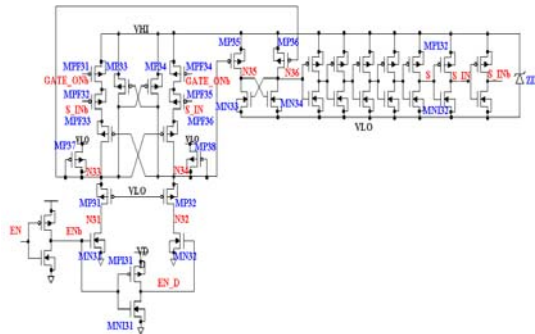 VHI
MP35 MP36
MPF31 MP33 MP34 MPF34
MPI32
GATE_ONb GATE_ONb
N35 N36
MPF32 MPF35
S S_IN S_INb
S_INb S_IN
ZD
MPF33 MPF36
MN33 MN34
MNI32
VLO
MP37 VLO VLO MP38
N33 N34
MP31 VLO MP32
N31 N32
EN ENb
MN31 VD MN32
MPI31
EN_D
MNI31